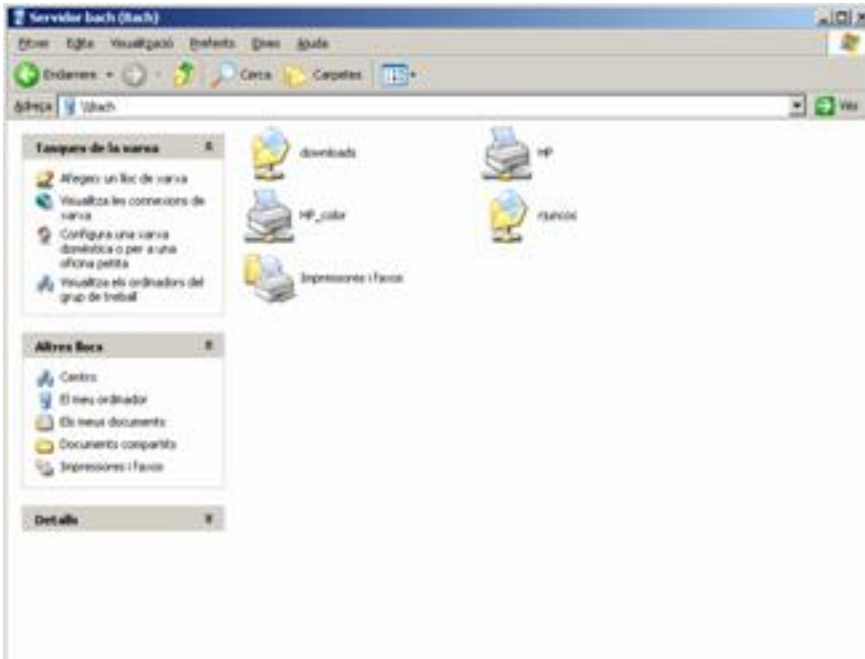 Servidor bach (Bach)
Fitxer Edita Visualització Preferits Eines Ajuda
Endarrere Cerca Carpetes
Adreça \\Bach Vés
Tasques de la xarxa
Afegeix un lloc de xarxa
Visualitza les connexions de
xarxa
Configura una xarxa
domèstica o per a una
oficina petita
Visualitza els ordinadors del
grup de treball
Altres llocs
Centro
El meu ordinador
Els meus documents
Documents compartits
Impressores i faxos
Detalls
downloads
HP
HP_color
rjuncos
Impressores i faxos